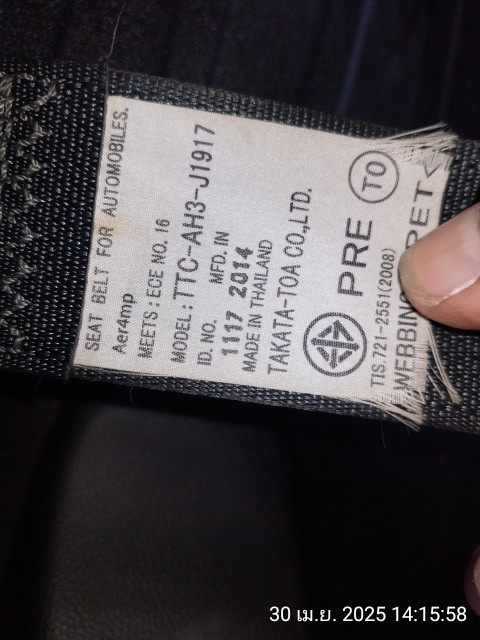 SEAT BELT FOR AUTOMOBILES.
Aer4mp
MEETS : ECE NO. 16
MODEL : TTC-AH3-J1917
ID. NO. MFD. IN
1117 2014
MADE IN THAILAND
TAKATA-TOA CO.,LTD.
PRE TO
TIS.721-2551(2008)
PET
30 เม.ย. 2025 14:15:58